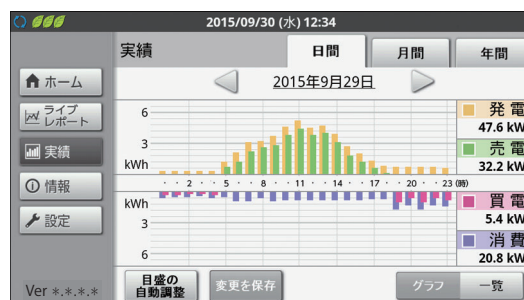 2015/09/30 (水) 12:34
実績
日間
月間
年間
ホーム
ライブ
レポート
実績
情報
設定
Ver *.*.*.*
2015年9月29日
6
3
kWh
· · 2 · · 5 · · 8 · · 11 · · 14 · · 17 · · 20 · · 23 (時)
kWh
3
6
発電
47.6 kW
売電
32.2 kW
買電
5.4 kW
消費
20.8 kW
目盛の
自動調整
変更を保存
グラフ
一覧